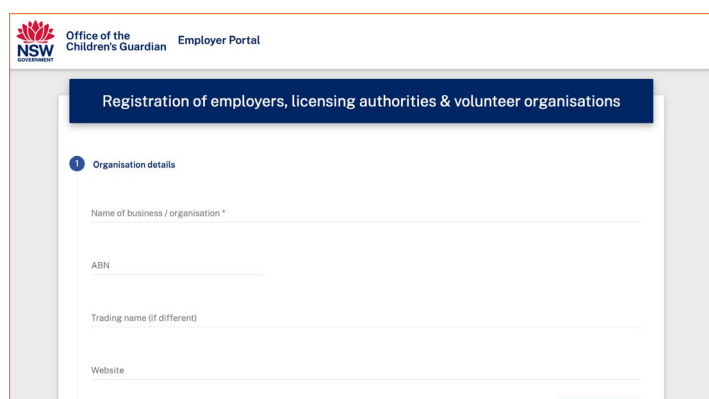 Office of the
Children's Guardian
Employer Portal
NSW
GOVERNMENT
Registration of employers, licensing authorities & volunteer organisations
1 Organisation details
Name of business / organisation *
ABN
Trading name (if different)
Website